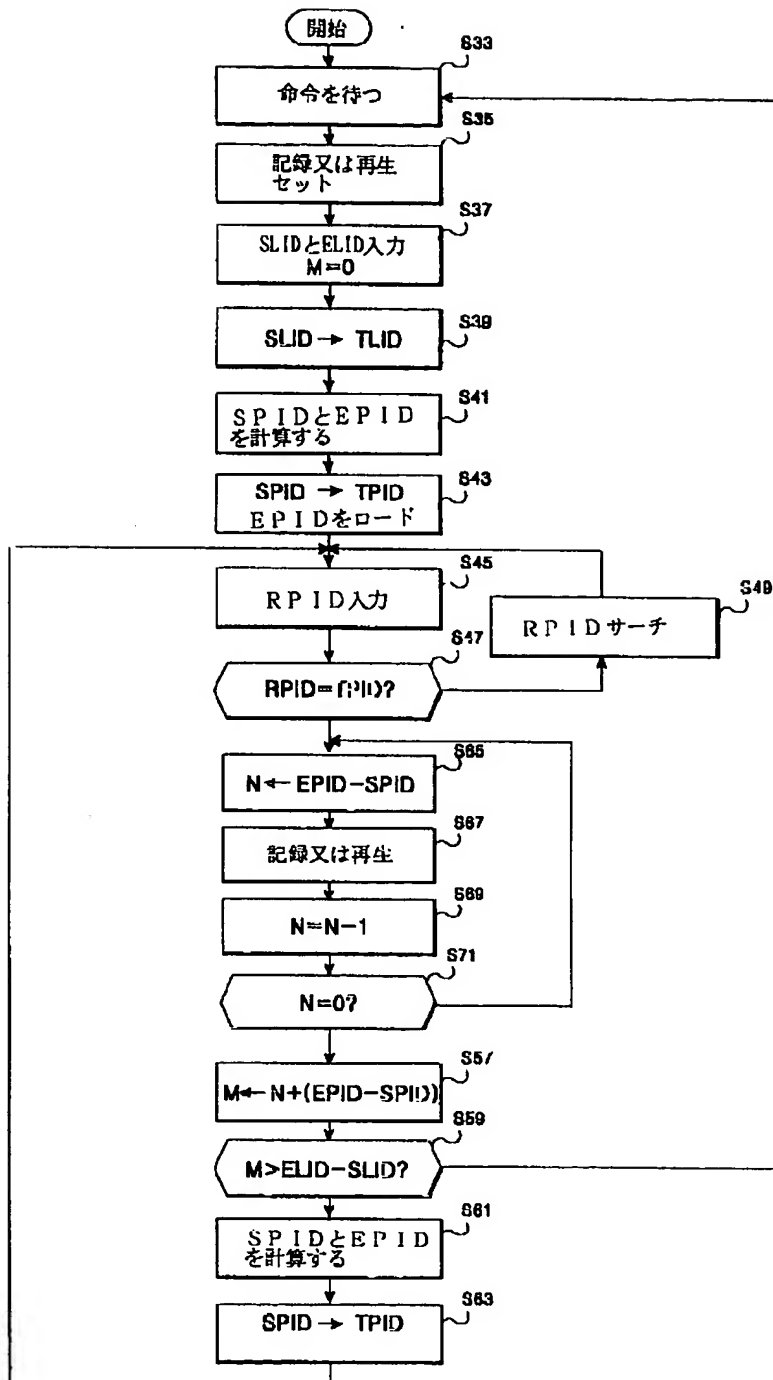 開始
S33
命令を待つ
S35
記録又は再生
セット
S37
SLIDとELID入力
M=0
S39
SLID → TLID
S41
SPIDとEPID
を計算する
S43
SPID → TPID
EPIDをロード
S45
RPID入力
S49
RPIDサーチ
S47
RPID=TPID?
S65
N←EPID−SPID
S67
記録又は再生
S69
N=N−1
S71
N=0?
S57
M←N+(EPID−SPID)
S59
M>ELID−SLID?
S61
SPIDとEPID
を計算する
S63
SPID → TPID